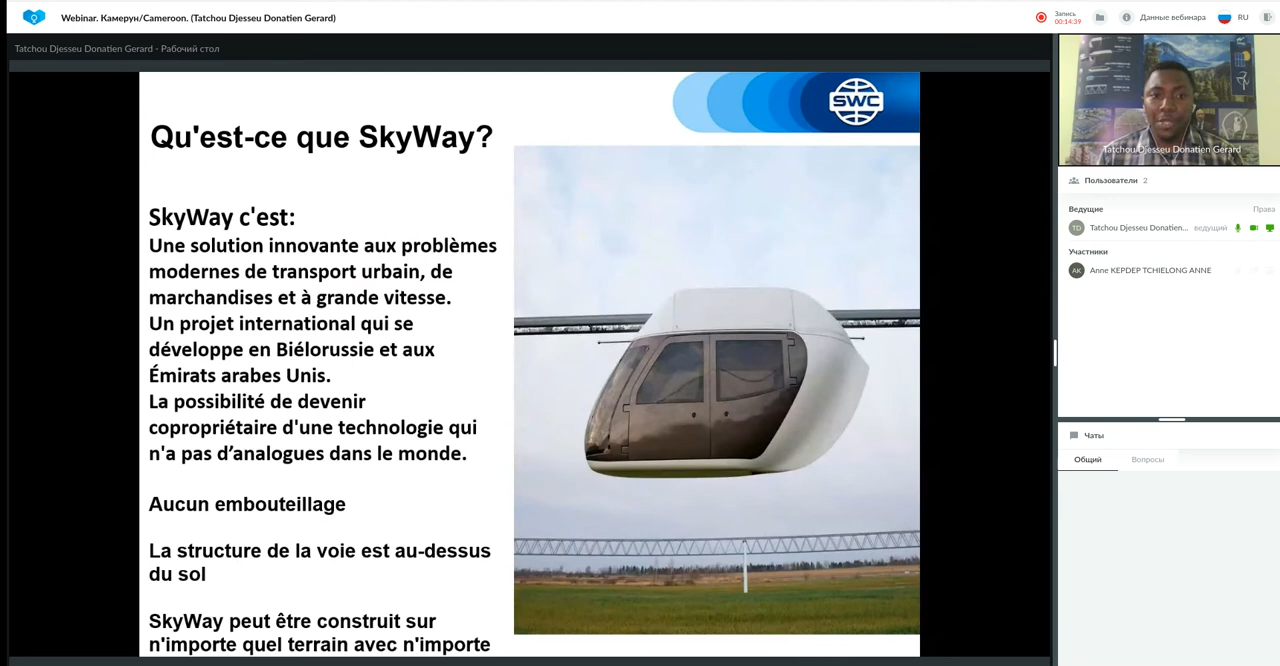 Webinar. Камерун/Cameroon. (Tatchou Djesseu Donatien Gerard)
Запись
00:14:39
Данные вебинара
RU
Tatchou Djesseu Donatien Gerard - Рабочий стол
SWC
Qu'est-ce que SkyWay?
SkyWay c'est:
Une solution innovante aux problèmes
modernes de transport urbain, de
marchandises et à grande vitesse.
Un projet international qui se
développe en Biélorussie et aux
Émirats arabes Unis.
La possibilité de devenir
copropriétaire d'une technologie qui
n'a pas d’analogues dans le monde.
Aucun embouteillage
La structure de la voie est au-dessus
du sol
SkyWay peut être construit sur
n'importe quel terrain avec n'importe
Tatchou Djesseu Donatien Gerard
Пользователи 2
Ведущие Права
TD Tatchou Djesseu Donatien... ведущий
Участники
AK Anne KEPDEP TCHIELONG ANNE
Чаты
Общий Вопросы